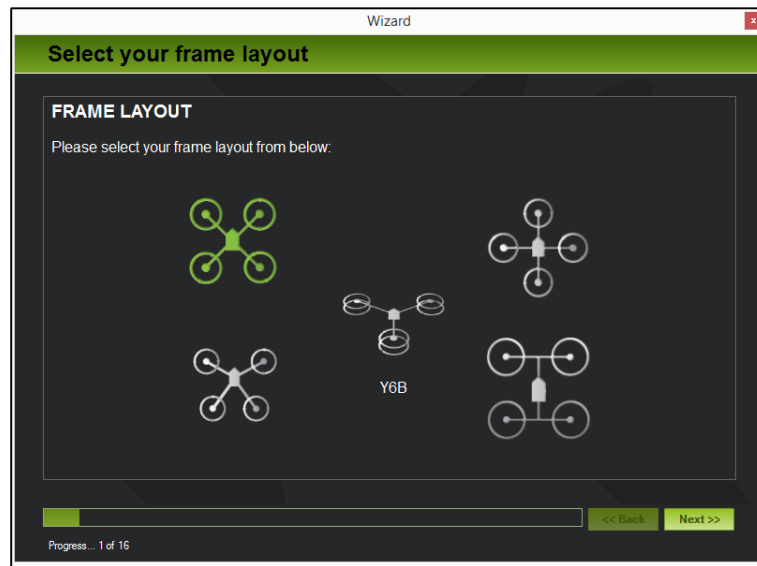 Wizard
x
Select your frame layout
FRAME LAYOUT
Please select your frame layout from below:
Y6B
<< Back
Next >>
Progress... 1 of 16